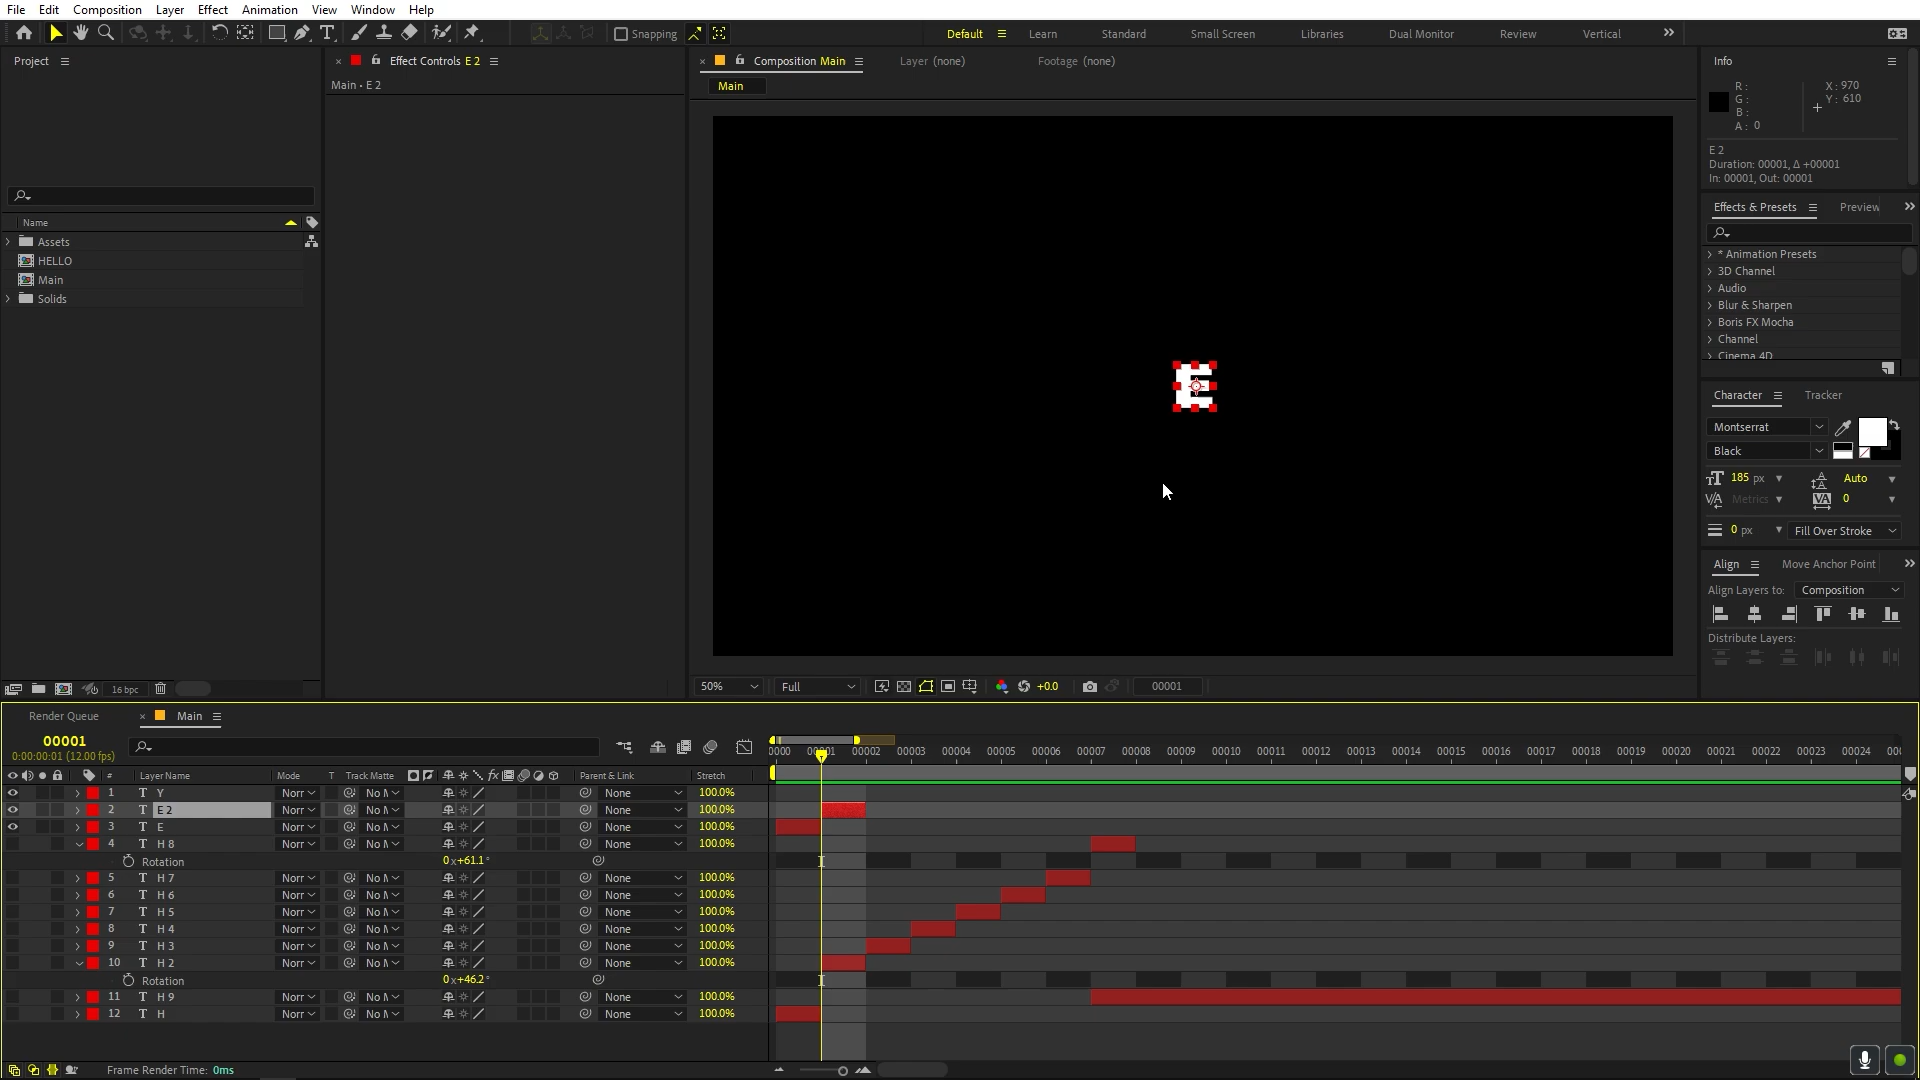 File Edit Composition Layer Effect Animation View Window Help
Snapping
Default Learn Standard Small Screen Libraries Dual Monitor Review Vertical
Project
Effect Controls E 2
Main • E 2
Composition Main
Layer (none)
Footage (none)
Main
Info
R :
G :
B :
A : 0
X : 970
Y : 610
E 2
Duration: 00001, Δ +00001
In: 00001, Out: 00001
Name
Assets
HELLO
Main
Solids
Effects & Presets
Preview
* Animation Presets
3D Channel
Audio
Blur & Sharpen
Boris FX Mocha
Channel
Cinema 4D
E
Character
Tracker
Montserrat
Black
185 px
Auto
Metrics
0
0 px
Fill Over Stroke
Align
Move Anchor Point
Align Layers to: Composition
Distribute Layers:
16 bpc
50%
Full
+0.0
00001
Render Queue
Main
00001
0:00:00:01 (12.00 fps)
0000 00001 00002 00003 00004 00005 00006 00007 00008 00009 00010 00011 00012 00013 00014 00015 00016 00017 00018 00019 00020 00021 00022 00023 00024 000
# Layer Name Mode T Track Matte fx Parent & Link Stretch
1 T Y Norr No M None 100.0%
2 T E 2 Norr No M None 100.0%
3 T E Norr No M None 100.0%
4 T H 8 Norr No M None 100.0%
Rotation 0x+61.1°
5 T H 7 Norr No M None 100.0%
6 T H 6 Norr No M None 100.0%
7 T H 5 Norr No M None 100.0%
8 T H 4 Norr No M None 100.0%
9 T H 3 Norr No M None 100.0%
10 T H 2 Norr No M None 100.0%
Rotation 0x+46.2°
11 T H 9 Norr No M None 100.0%
12 T H Norr No M None 100.0%
Frame Render Time: 0ms